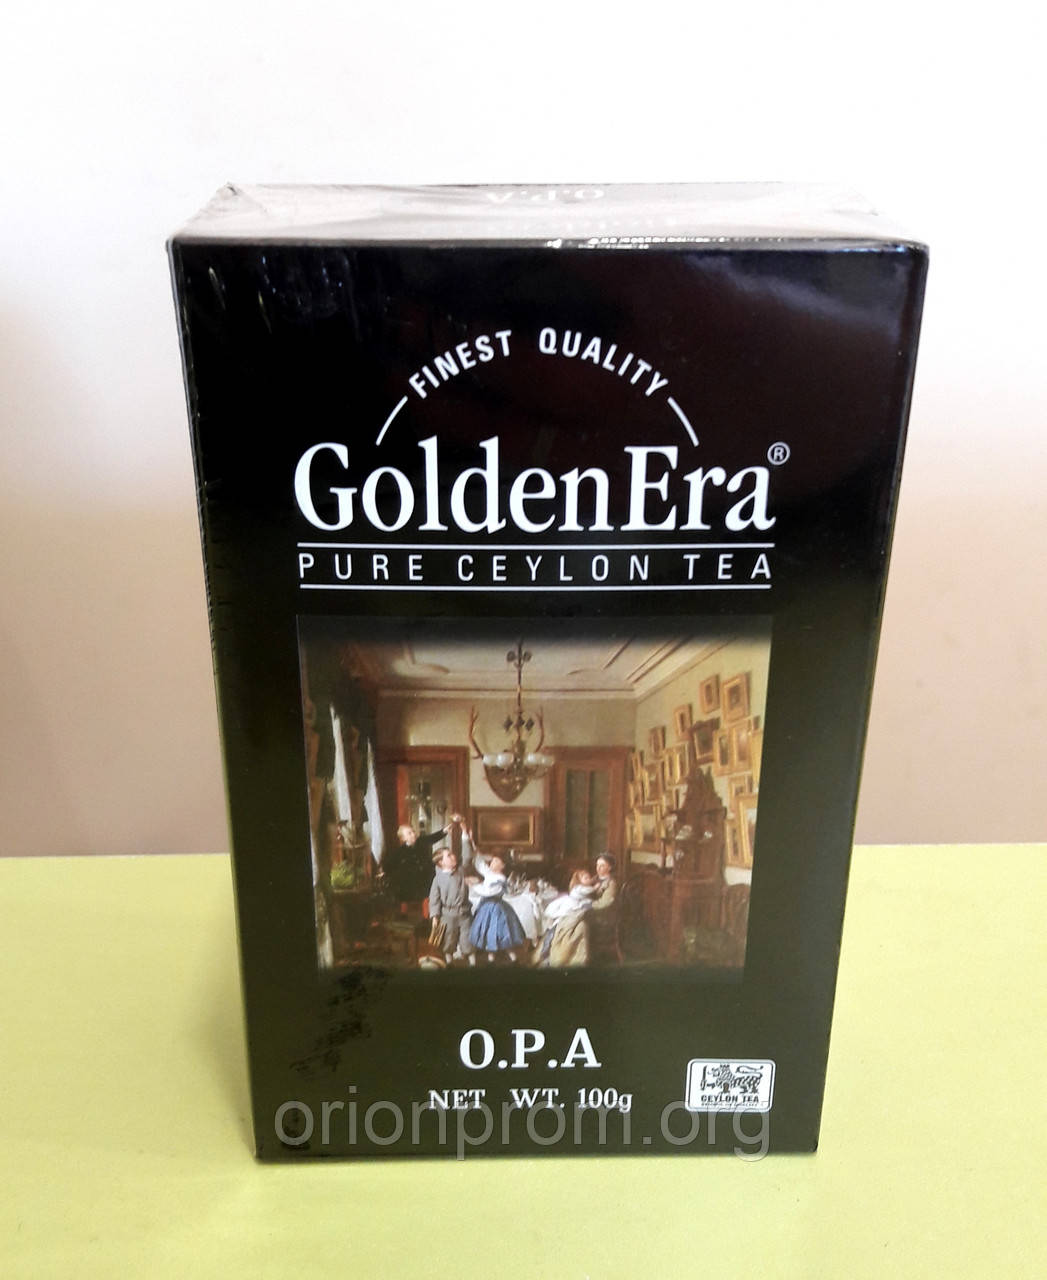 O.P.A
FINEST QUALITY
GoldenEra®
PURE CEYLON TEA
O.P.A
NET WT. 100g
CEYLON TEA
orionprom.org